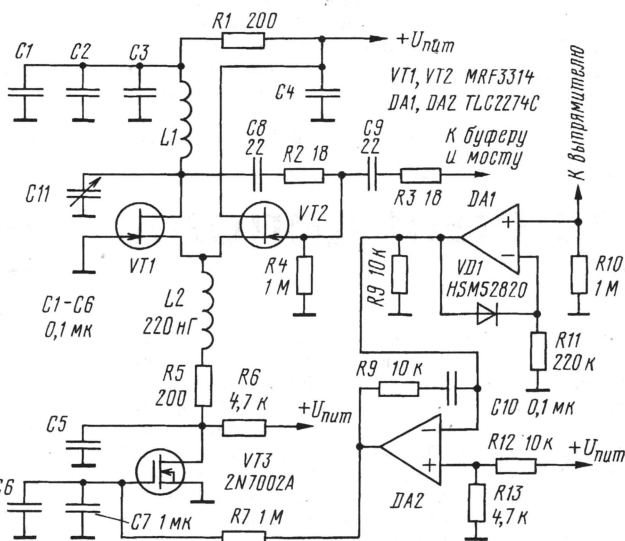 R1 200
+Uпит
C1
C2
C3
C4
VT1, VT2 MRF3314
DA1, DA2 TLC2274C
L1
C8
22
R2 18
C9
22
К буферу
и мосту
R3 18
К выпрямителю
C11
VT1
VT2
DA1
R4
1 М
R9 10 к
VD1
HSM52820
R10
1 М
C1-C6
0,1 мк
L2
220 нГ
R11
220 к
R5
200
R6
4,7 к
R9 10 к
C10 0,1 мк
+Uпит
C5
VT3
2N7002A
R12 10 к
+Uпит
DA2
R13
4,7 к
C6
C7 1 мк
R7 1 М